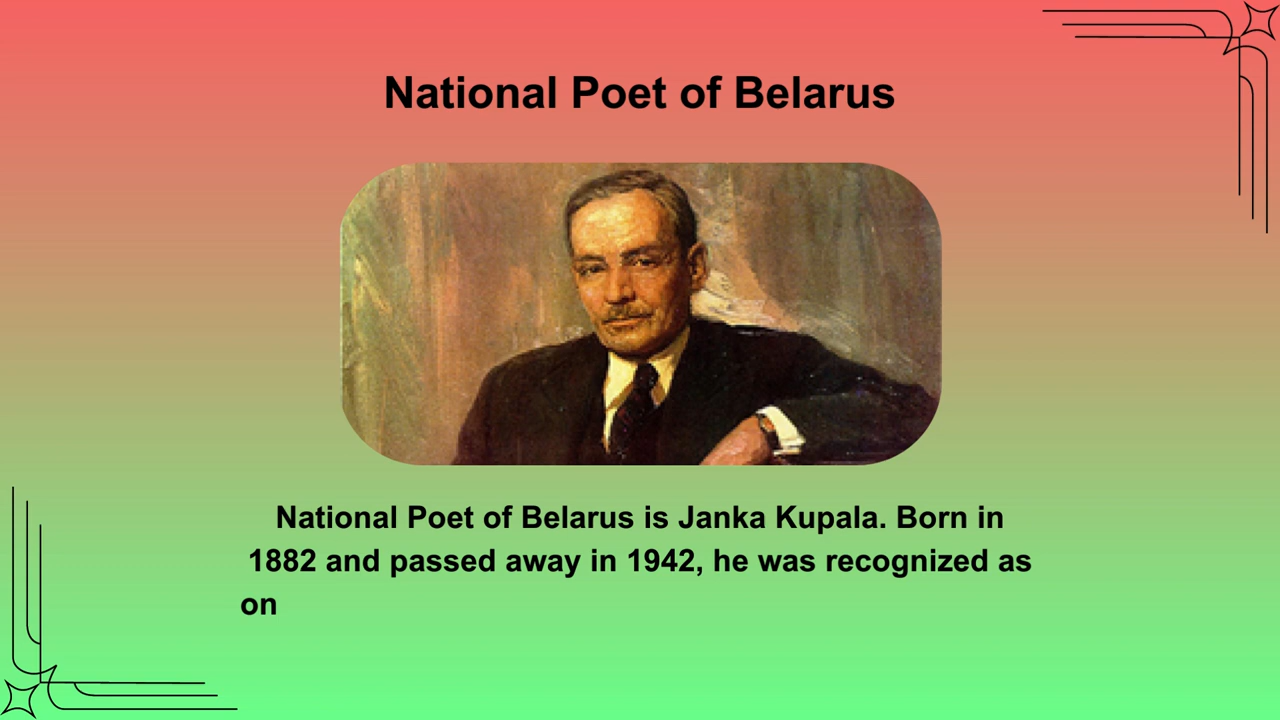 National Poet of Belarus
National Poet of Belarus is Janka Kupala. Born in
1882 and passed away in 1942, he was recognized as
on